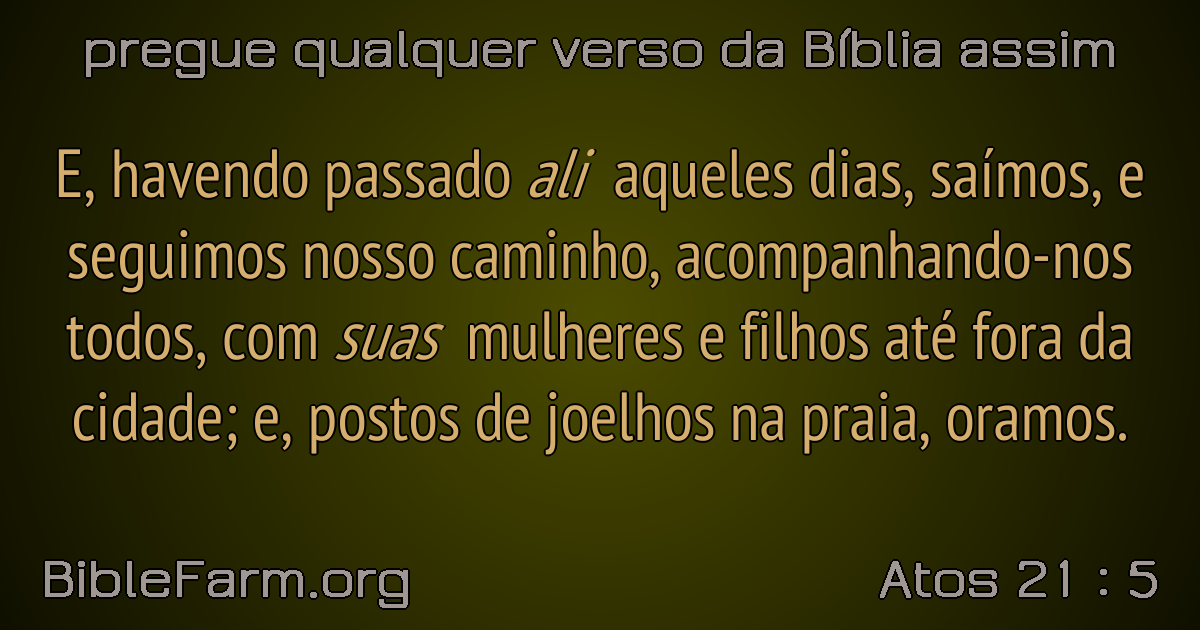 pregue qualquer verso da Bíblia assim
E, havendo passado ali aqueles dias, saímos, e
seguimos nosso caminho, acompanhando-nos
todos, com suas mulheres e filhos até fora da
cidade; e, postos de joelhos na praia, oramos.
BibleFarm.org
Atos 21 : 5